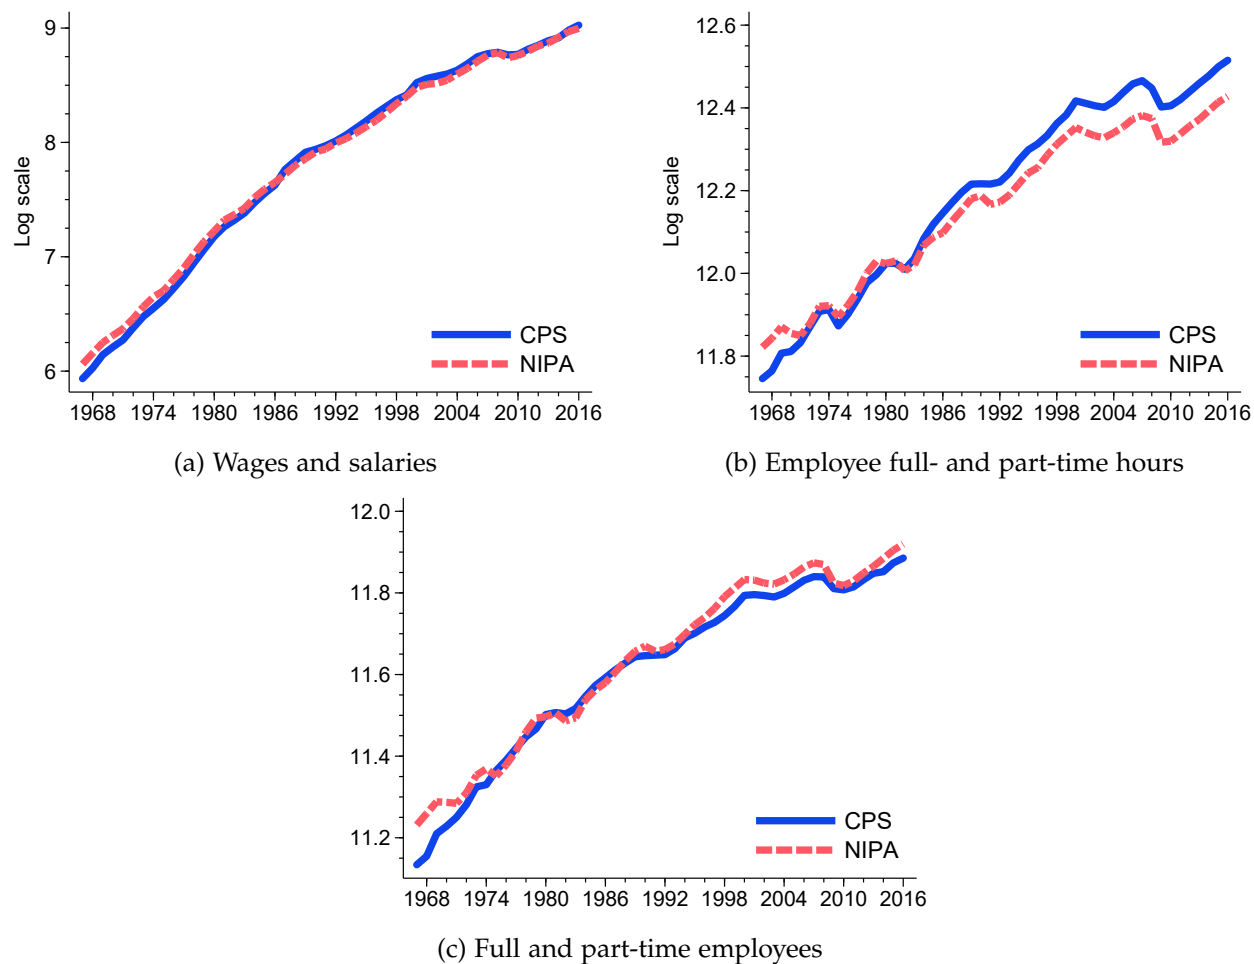 9
8
7
6
Log scale
CPS
NIPA
1968 1974 1980 1986 1992 1998 2004 2010 2016
(a) Wages and salaries
12.6
12.4
12.2
12.0
11.8
Log scale
CPS
NIPA
1968 1974 1980 1986 1992 1998 2004 2010 2016
(b) Employee full- and part-time hours
12.0
11.8
11.6
11.4
11.2
CPS
NIPA
1968 1974 1980 1986 1992 1998 2004 2010 2016
(c) Full and part-time employees